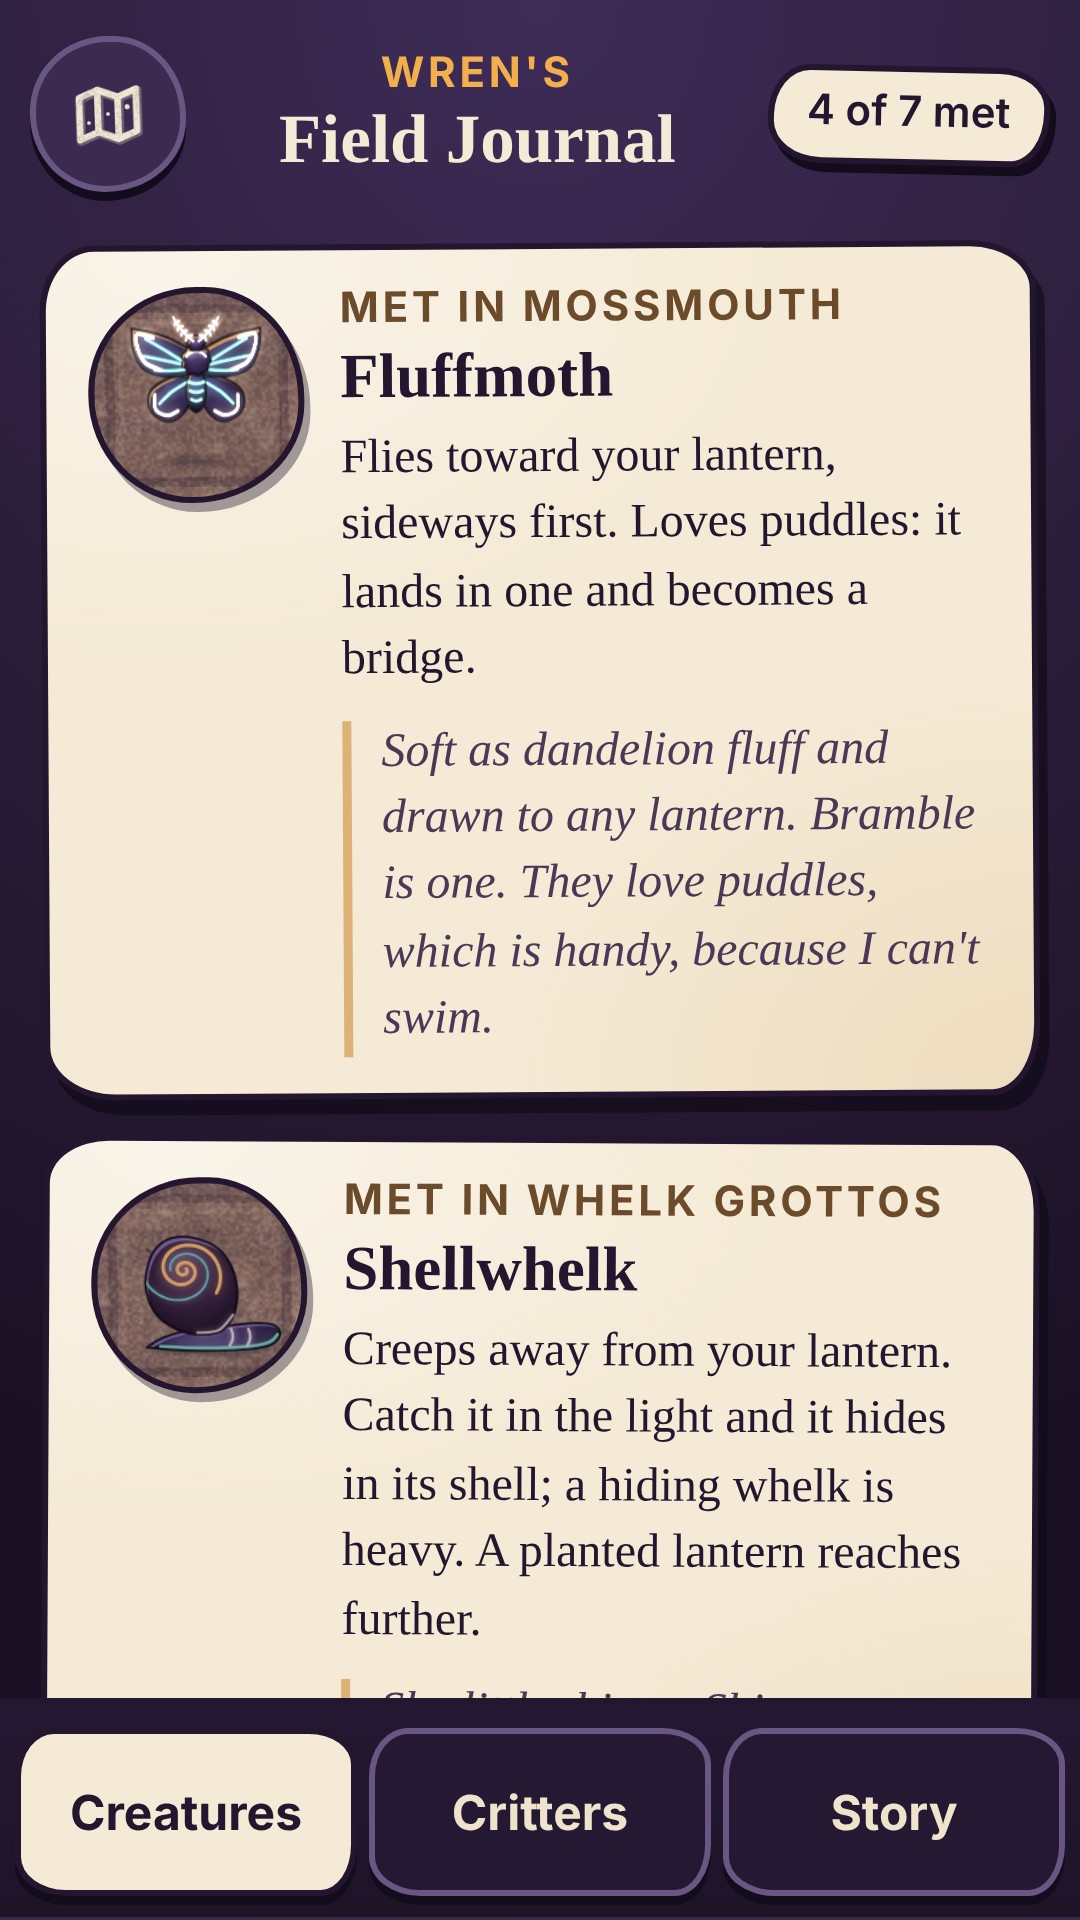 WREN'S
Field Journal
4 of 7 met
MET IN MOSSMOUTH
Fluffmoth
Flies toward your lantern,
sideways first. Loves puddles: it
lands in one and becomes a
bridge.
Soft as dandelion fluff and
drawn to any lantern. Bramble
is one. They love puddles,
which is handy, because I can't
swim.
MET IN WHELK GROTTOS
Shellwhelk
Creeps away from your lantern.
Catch it in the light and it hides
in its shell; a hiding whelk is
heavy. A planted lantern reaches
further.
Creatures
Critters
Story